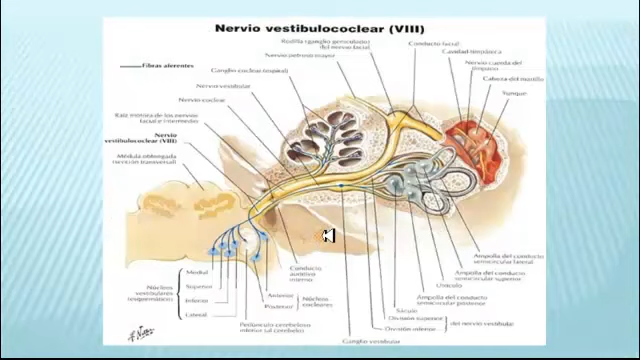 Nervio vestibulococlear (VIII)
Rodilla (ganglio geniculado)
del nervio facial
Nervio petroso mayor
Conducto facial
Cavidad timpánica
Nervio cuerda del
tímpano
Cabeza del martillo
Yunque
Fibras aferentes
Ganglio coclear (espiral)
Nervio vestibular
Nervio coclear
Raíz motora de los nervios
facial e intermedio
Nervio
vestibulococlear (VIII)
Médula oblongada
(sección transversal)
Medial
Superior
Inferior
Lateral
Núcleos
vestibulares
(esquemático)
Anterior
Posterior
Núcleos
cocleares
Pedúnculo cerebeloso
inferior (al cerebelo)
Conducto
auditivo
interno
Ampolla del conducto
semicircular lateral
Ampolla del conducto
semicircular superior
Utrículo
Ampolla del conducto
semicircular posterior
Sáculo
División superior
División inferior
del nervio vestibular
Ganglio vestibular